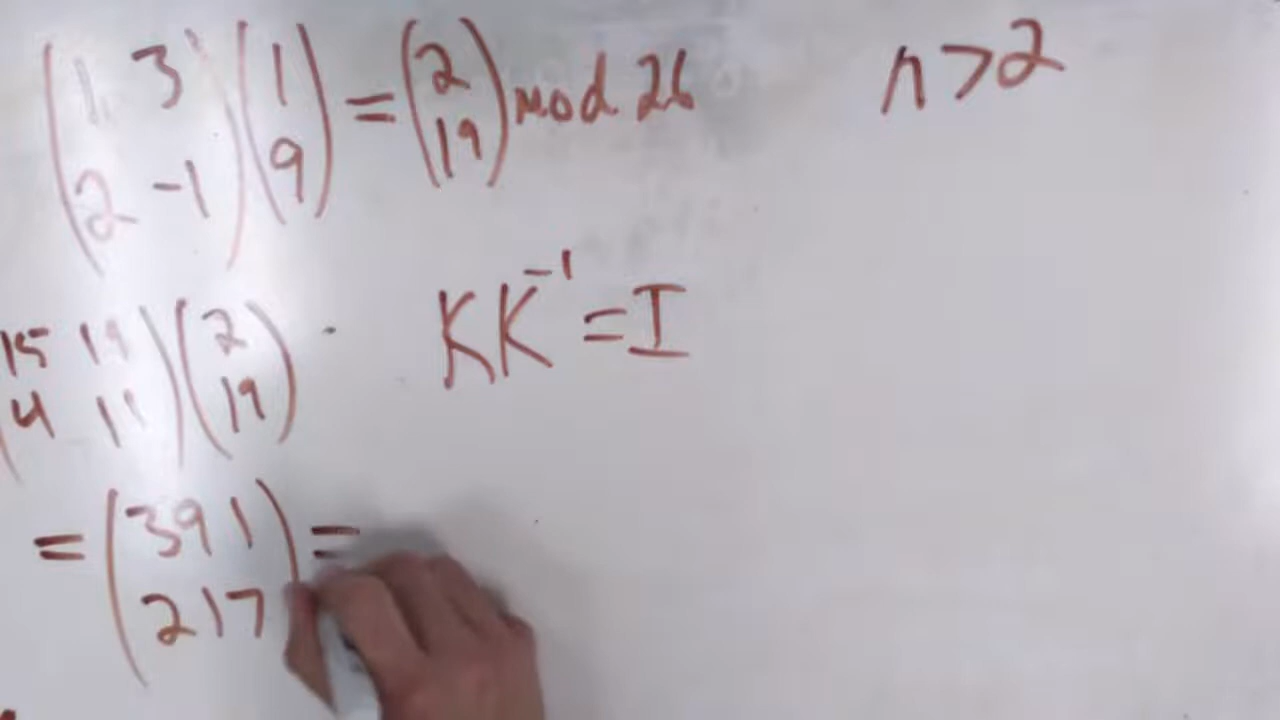 (1 3) (1) = (2) mod 26 n>2
(2 -1) (9) (19)
KK⁻¹ = I
(15 19) (2)
(4 11) (19)
= (391) =
(217)